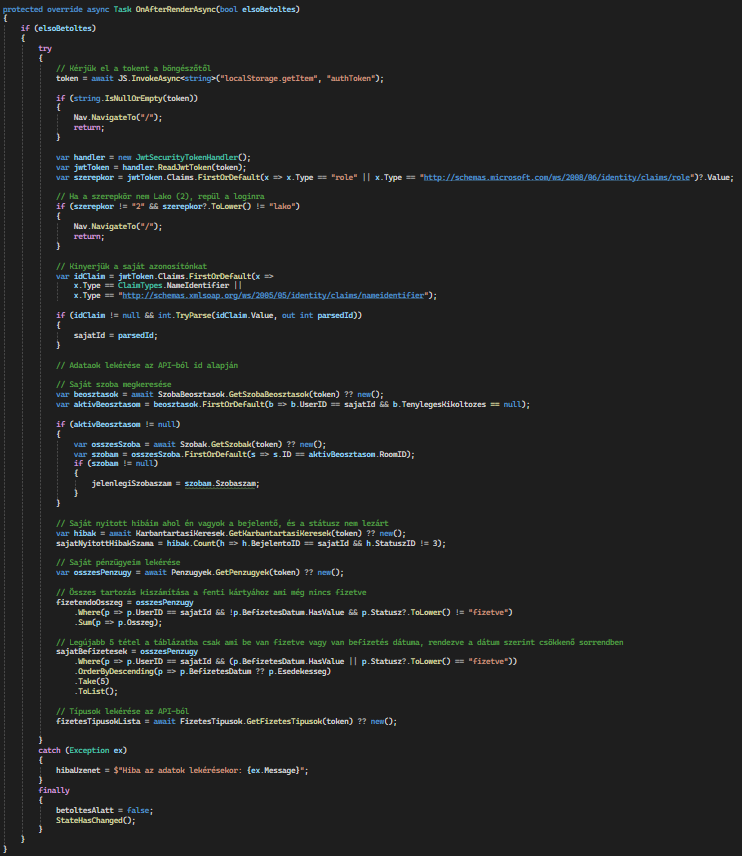 protected override async Task OnAfterRenderAsync(bool elsoBetoltes)
{
if (elsoBetoltes)
{
try
{
// Kérjük el a tokent a böngészőtől
token = await JS.InvokeAsync<string>("localStorage.getItem", "authToken");
if (string.IsNullOrEmpty(token))
{
Nav.NavigateTo("/");
return;
}
var handler = new JwtSecurityTokenHandler();
var jwtToken = handler.ReadJwtToken(token);
var szerepkor = jwtToken.Claims.FirstOrDefault(x => x.Type == "role" || x.Type == "http://schemas.microsoft.com/ws/2008/06/identity/claims/role")?.Value;
// Ha a szerepkör nem Lako (2), repül a loginra
if (szerepkor != "2" && szerepkor?.ToLower() != "lako")
{
Nav.NavigateTo("/");
return;
}
// Kinyerjük a saját azonosítónkat
var idClaim = jwtToken.Claims.FirstOrDefault(x =>
x.Type == ClaimTypes.NameIdentifier ||
x.Type == "http://schemas.xmlsoap.org/ws/2005/05/identity/claims/nameidentifier");
if (idClaim != null && int.TryParse(idClaim.Value, out int parsedId))
{
sajatId = parsedId;
}
// Adataok lekérése az API-ból id alapján
// Saját szoba megkeresése
var beosztasok = await SzobaBeosztasok.GetSzobaBeosztasok(token) ?? new();
var aktivBeosztasom = beosztasok.FirstOrDefault(b => b.UserID == sajatId && b.TenylegesKikoltozes == null);
if (aktivBeosztasom != null)
{
var osszesSzoba = await Szobak.GetSzobak(token) ?? new();
var szobam = osszesSzoba.FirstOrDefault(s => s.ID == aktivBeosztasom.RoomID);
if (szobam != null)
{
jelenlegiSzobaszam = szobam.Szobaszam;
}
}
// Saját nyitott hibáim ahol én vagyok a bejelentő, és a státusz nem lezárt
var hibak = await KarbantartasiKeresek.GetKarbantartasiKeresek(token) ?? new();
sajatNyitottHibakSzama = hibak.Count(h => h.BejelentoID == sajatId && h.StatuszID != 3);
// Saját pénzügyeim lekérése
var osszesPenzugy = await Penzugyek.GetPenzugyek(token) ?? new();
// Összes tartozás kiszámítása a fenti kártyához ami még nincs fizetve
fizetendoOsszeg = osszesPenzugy
.Where(p => p.UserID == sajatId && !p.BefizetesDatum.HasValue && p.Statusz?.ToLower() != "fizetve")
.Sum(p => p.Osszeg);
// Legújabb 5 tétel a táblázatba csak ami be van fizetve vagy van befizetés dátuma, rendezve a dátum szerint csökkenő sorrendben
sajatBefizetesek = osszesPenzugy
.Where(p => p.UserID == sajatId && (p.BefizetesDatum.HasValue || p.Statusz?.ToLower() == "fizetve"))
.OrderByDescending(p => p.BefizetesDatum ?? p.Esedekesseg)
.Take(5)
.ToList();
// Típusok lekérése az API-ból
fizetesTipusokLista = await FizetesTipusok.GetFizetesTipusok(token) ?? new();
}
catch (Exception ex)
{
hibaUzenet = $"Hiba az adatok lekérésekor: {ex.Message}";
}
finally
{
betoltesAlatt = false;
StateHasChanged();
}
}
}